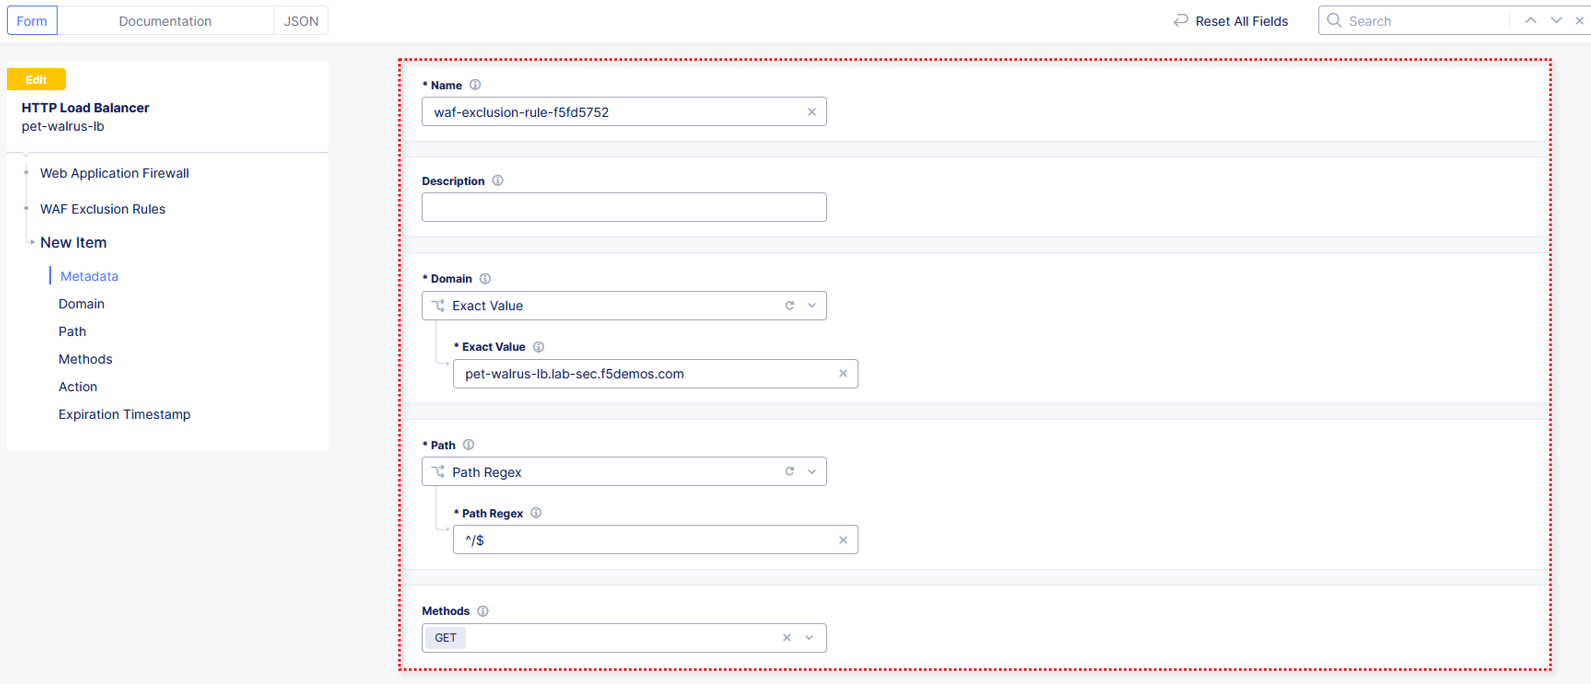 Form
Documentation
JSON
Reset All Fields
Search
Edit
HTTP Load Balancer
pet-walrus-lb
Web Application Firewall
WAF Exclusion Rules
New Item
Metadata
Domain
Path
Methods
Action
Expiration Timestamp
* Name
waf-exclusion-rule-f5fd5752
Description
* Domain
Exact Value
* Exact Value
pet-walrus-lb.lab-sec.f5demos.com
* Path
Path Regex
* Path Regex
^/$
Methods
GET